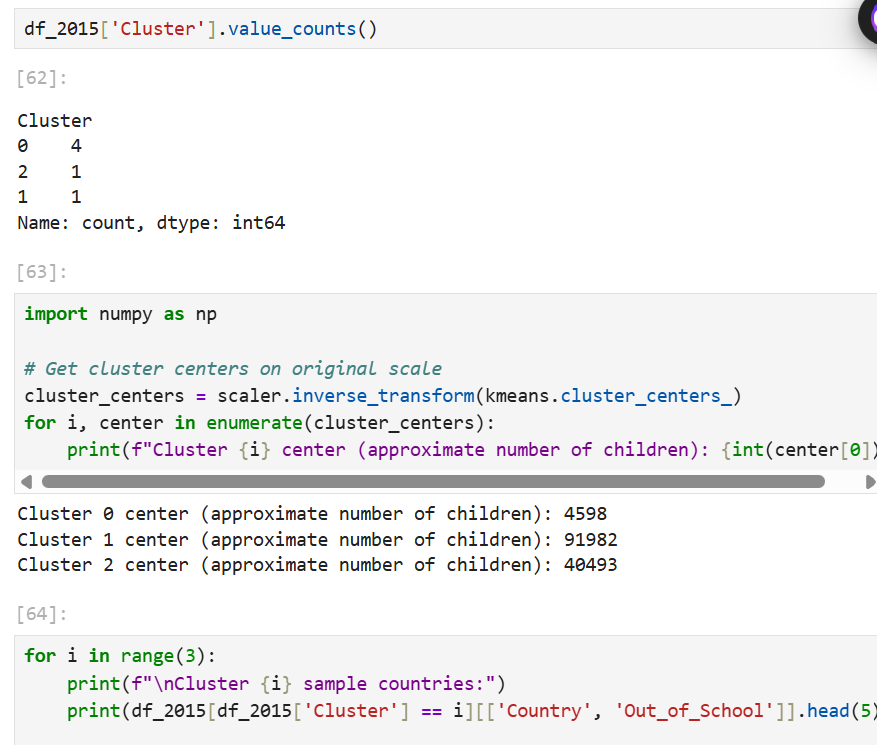 df_2015['Cluster'].value_counts()
[62]:
Cluster
0    4
2    1
1    1
Name: count, dtype: int64
[63]:
import numpy as np
# Get cluster centers on original scale
cluster_centers = scaler.inverse_transform(kmeans.cluster_centers_)
for i, center in enumerate(cluster_centers):
    print(f"Cluster {i} center (approximate number of children): {int(center[0])
Cluster 0 center (approximate number of children): 4598
Cluster 1 center (approximate number of children): 91982
Cluster 2 center (approximate number of children): 40493
[64]:
for i in range(3):
    print(f"\nCluster {i} sample countries:")
    print(df_2015[df_2015['Cluster'] == i][['Country', 'Out_of_School']].head(5)